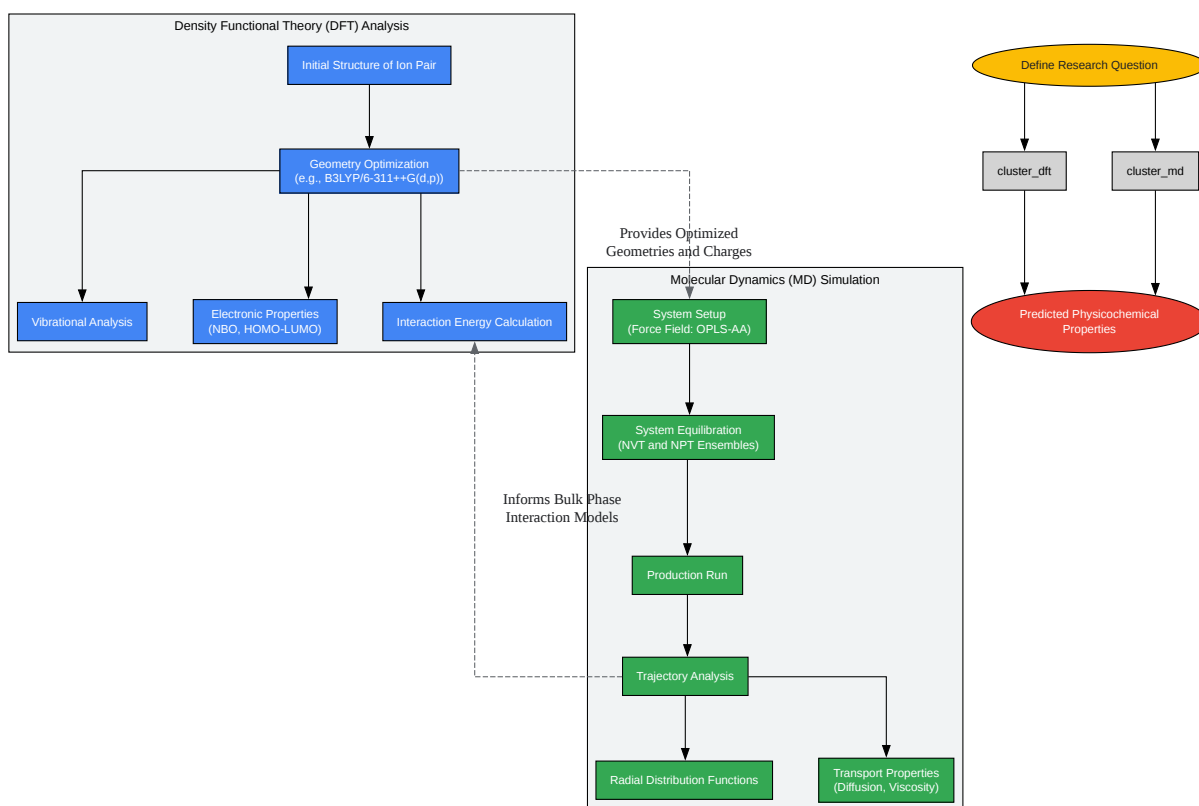 Density Functional Theory (DFT) Analysis
Initial Structure of Ion Pair
Geometry Optimization
(e.g., B3LYP/6-311++G(d,p))
Vibrational Analysis
Electronic Properties
(NBO, HOMO-LUMO)
Interaction Energy Calculation
Provides Optimized
Geometries and Charges
Molecular Dynamics (MD) Simulation
System Setup
(Force Field: OPLS-AA)
System Equilibration
(NVT and NPT Ensembles)
Informs Bulk Phase
Interaction Models
Production Run
Trajectory Analysis
Radial Distribution Functions
Transport Properties
(Diffusion, Viscosity)
Define Research Question
cluster_dft
cluster_md
Predicted Physicochemical
Properties